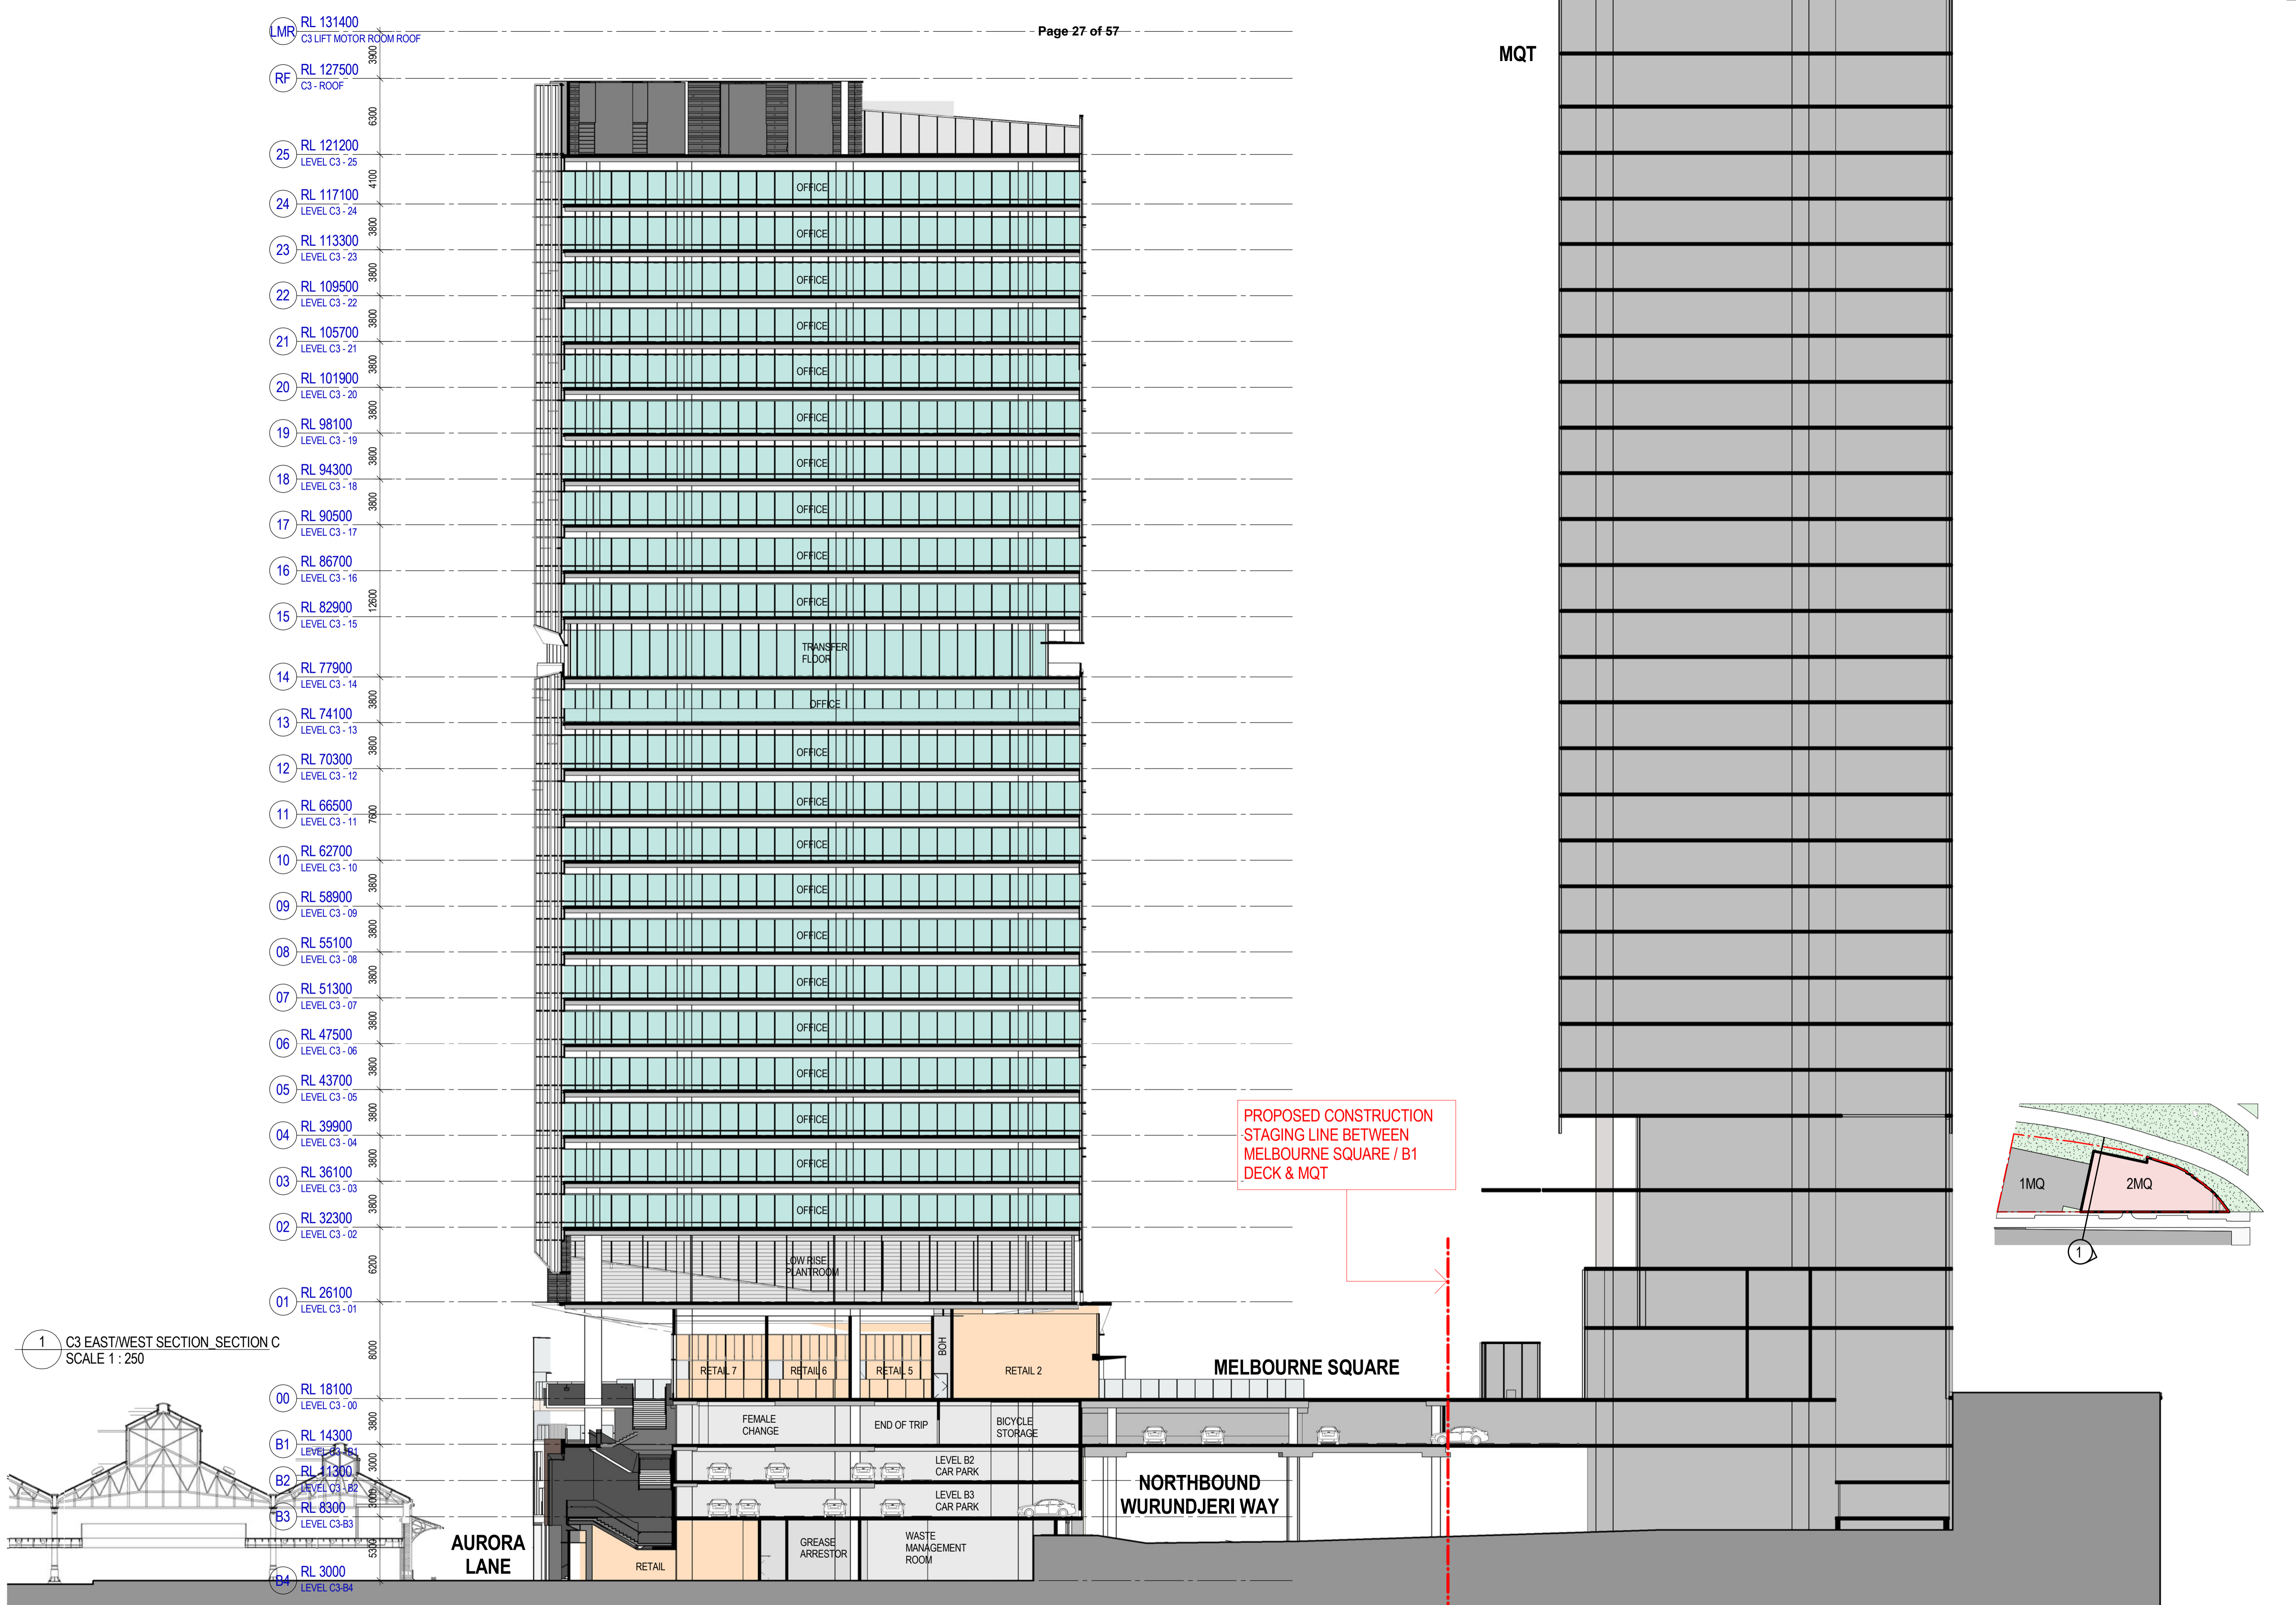 Page 27 of 57
MQT
LMR
RL 131400
C3 LIFT MOTOR ROOM ROOF
3900
RF
RL 127500
C3 - ROOF
6300
25
RL 121200
LEVEL C3 - 25
4100
OFFICE
24
RL 117100
LEVEL C3 - 24
3800
OFFICE
23
RL 113300
LEVEL C3 - 23
3800
OFFICE
22
RL 109500
LEVEL C3 - 22
3800
OFFICE
21
RL 105700
LEVEL C3 - 21
3800
OFFICE
20
RL 101900
LEVEL C3 - 20
3800
OFFICE
19
RL 98100
LEVEL C3 - 19
3800
OFFICE
18
RL 94300
LEVEL C3 - 18
3800
OFFICE
17
RL 90500
LEVEL C3 - 17
OFFICE
16
RL 86700
LEVEL C3 - 16
12600
OFFICE
15
RL 82900
LEVEL C3 - 15
TRANSFER
FLOOR
14
RL 77900
LEVEL C3 - 14
3800
OFFICE
13
RL 74100
LEVEL C3 - 13
3800
OFFICE
12
RL 70300
LEVEL C3 - 12
OFFICE
11
RL 66500
LEVEL C3 - 11
7600
OFFICE
10
RL 62700
LEVEL C3 - 10
3800
OFFICE
09
RL 58900
LEVEL C3 - 09
3800
OFFICE
08
RL 55100
LEVEL C3 - 08
3800
OFFICE
07
RL 51300
LEVEL C3 - 07
3800
OFFICE
06
RL 47500
LEVEL C3 - 06
3800
OFFICE
05
RL 43700
LEVEL C3 - 05
3800
OFFICE
04
RL 39900
LEVEL C3 - 04
3800
OFFICE
03
RL 36100
LEVEL C3 - 03
3800
OFFICE
02
RL 32300
LEVEL C3 - 02
6200
LOW RISE
PLANTROOM
01
RL 26100
LEVEL C3 - 01
8000
PROPOSED CONSTRUCTION
STAGING LINE BETWEEN
MELBOURNE SQUARE / B1
DECK & MQT
1MQ
2MQ
1
1
C3 EAST/WEST SECTION_SECTION C
SCALE 1 : 250
RETAIL 7
RETAIL 6
RETAIL 5
BOH
RETAIL 2
MELBOURNE SQUARE
00
RL 18100
LEVEL C3 - 00
3800
FEMALE
CHANGE
END OF TRIP
BICYCLE
STORAGE
B1
RL 14300
LEVEL C3 - B1
3000
LEVEL B2
CAR PARK
B2
RL 11300
LEVEL C3 - B2
3000
LEVEL B3
CAR PARK
NORTHBOUND
WURUNDJERI WAY
B3
RL 8300
LEVEL C3-B3
5300
AURORA
LANE
RETAIL
GREASE
ARRESTOR
WASTE
MANAGEMENT
ROOM
B4
RL 3000
LEVEL C3-B4